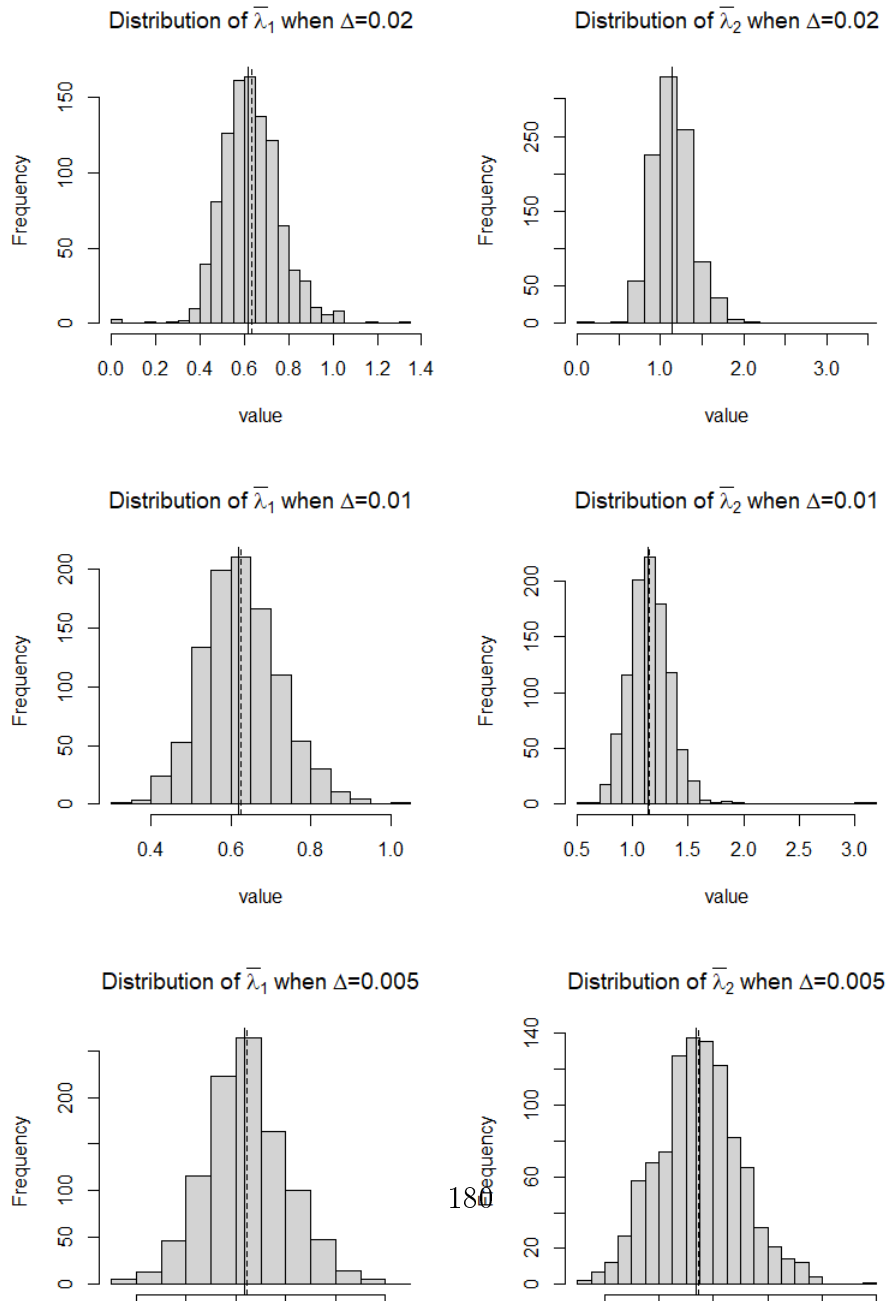 Distribution of λ̄₁ when Δ=0.02
Frequency
0 50 100 150
0.0 0.2 0.4 0.6 0.8 1.0 1.2 1.4
value
Distribution of λ̄₂ when Δ=0.02
Frequency
0 50 150 250
0.0 1.0 2.0 3.0
value
Distribution of λ̄₁ when Δ=0.01
Frequency
0 50 100 150 200
0.4 0.6 0.8 1.0
value
Distribution of λ̄₂ when Δ=0.01
Frequency
0 50 100 150 200
0.5 1.0 1.5 2.0 2.5 3.0
value
Distribution of λ̄₁ when Δ=0.005
Frequency
0 50 100 200
Distribution of λ̄₂ when Δ=0.005
Frequency
0 20 60 100 140
180